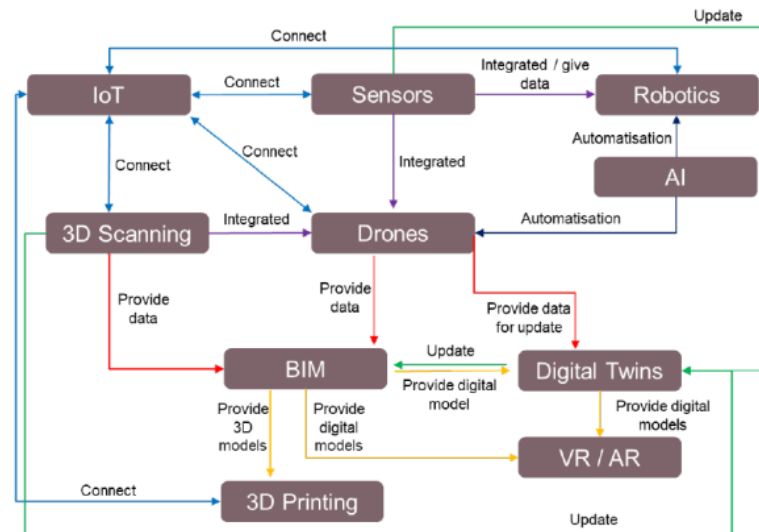 Update
Connect
IoT
Connect
Sensors
Integrated / give
data
Robotics
Connect
Connect
Integrated
Automatisation
AI
3D Scanning
Integrated
Drones
Automatisation
Provide
data
Provide
data
Provide data
for update
BIM
Update
Provide digital
model
Digital Twins
Provide
3D
models
Provide
digital
models
Provide digital
models
VR / AR
Connect
3D Printing
Update